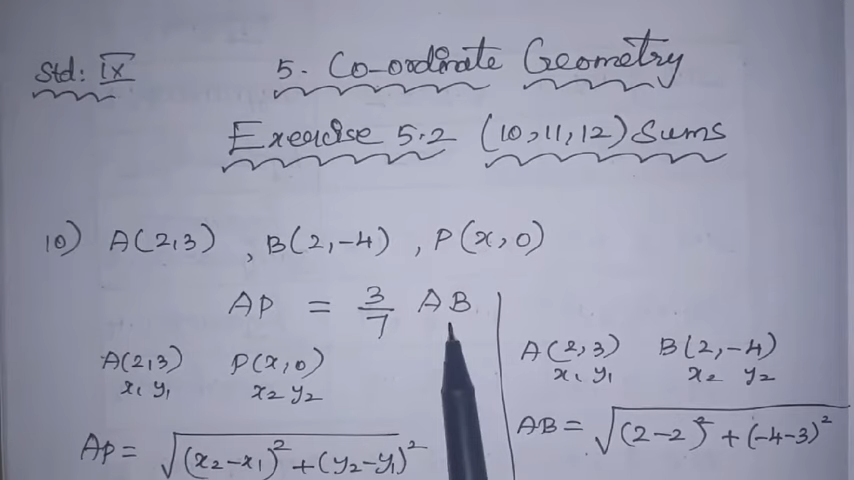 Std: IX
5. Co-ordinate Geometry
Exercise 5.2 (10,11,12) Sums
10) A(2,3) , B(2,-4) , P(x,0)
AP = 3/7 AB
A(2,3) P(x,0)
x₁ y₁ x₂ y₂
AP = √(x₂-x₁)² + (y₂-y₁)²
A(2,3) B(2,-4)
x₁ y₁ x₂ y₂
AB = √(2-2)² + (-4-3)²